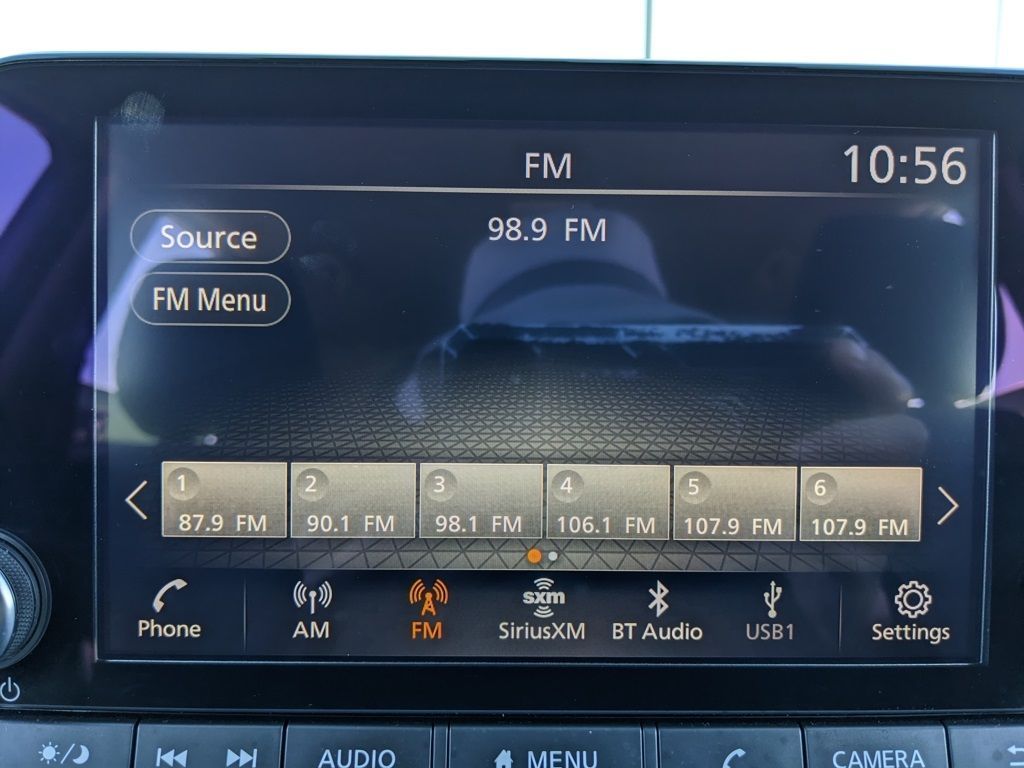 FM
10:56
Source
98.9 FM
FM Menu
1
2
3
4
5
6
87.9 FM
90.1 FM
98.1 FM
106.1 FM
107.9 FM
107.9 FM
sxm
Phone
AM
FM
SiriusXM
BT Audio
USB1
Settings
AUDIO
MENU
CAMERA